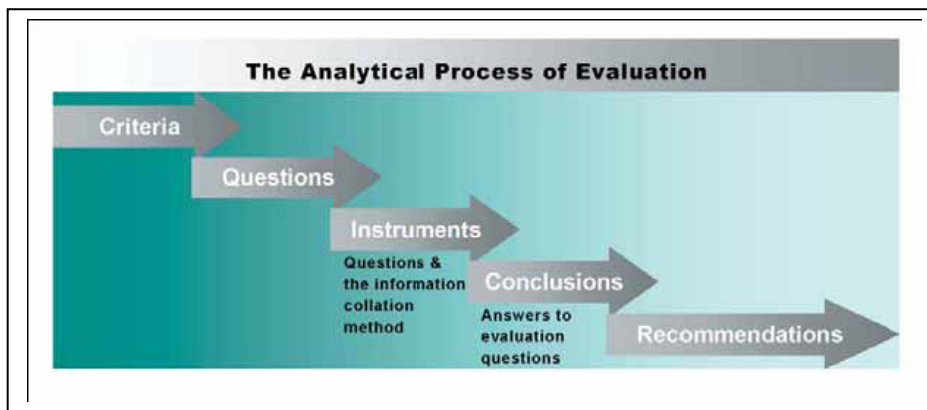 The Analytical Process of Evaluation
Criteria
Questions
Instruments
Questions &
the information
collation
method
Conclusions
Answers to
evaluation
questions
Recommendations